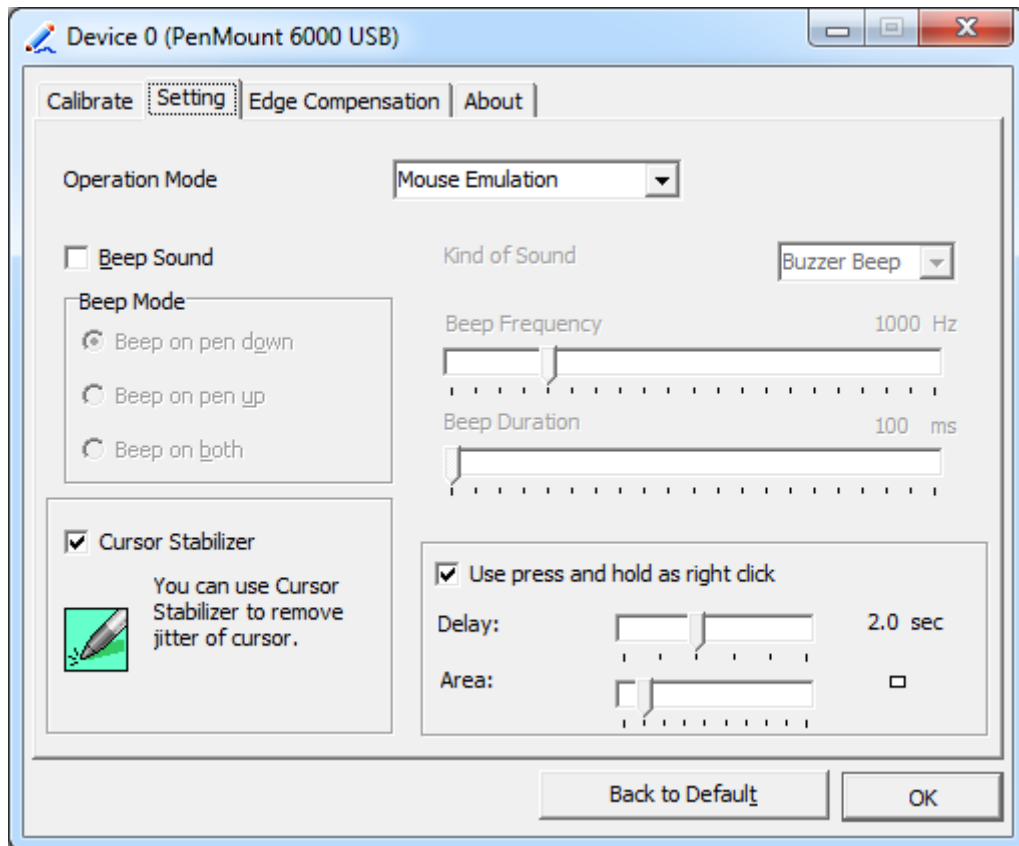 Device 0 (PenMount 6000 USB)
Calibrate Setting Edge Compensation About
Operation Mode Mouse Emulation
Beep Sound Kind of Sound Buzzer Beep
Beep Mode
Beep on pen down
Beep on pen up
Beep on both
Beep Frequency 1000 Hz
Beep Duration 100 ms
Cursor Stabilizer
You can use Cursor
Stabilizer to remove
jitter of cursor.
Use press and hold as right click
Delay: 2.0 sec
Area:
Back to Default OK